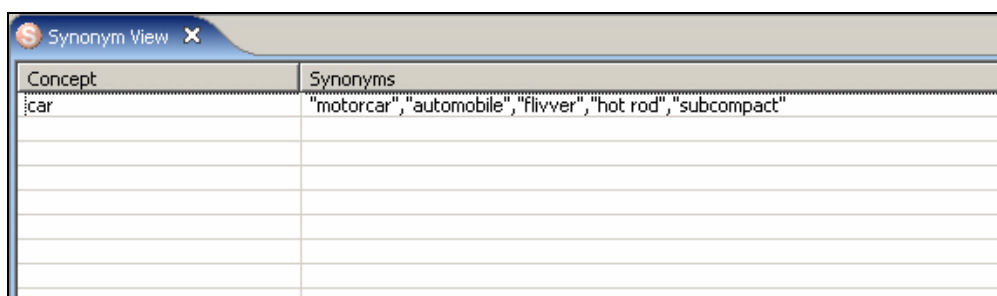 S Synonym View
Concept Synonyms
car "motorcar","automobile","flivver","hot rod","subcompact"